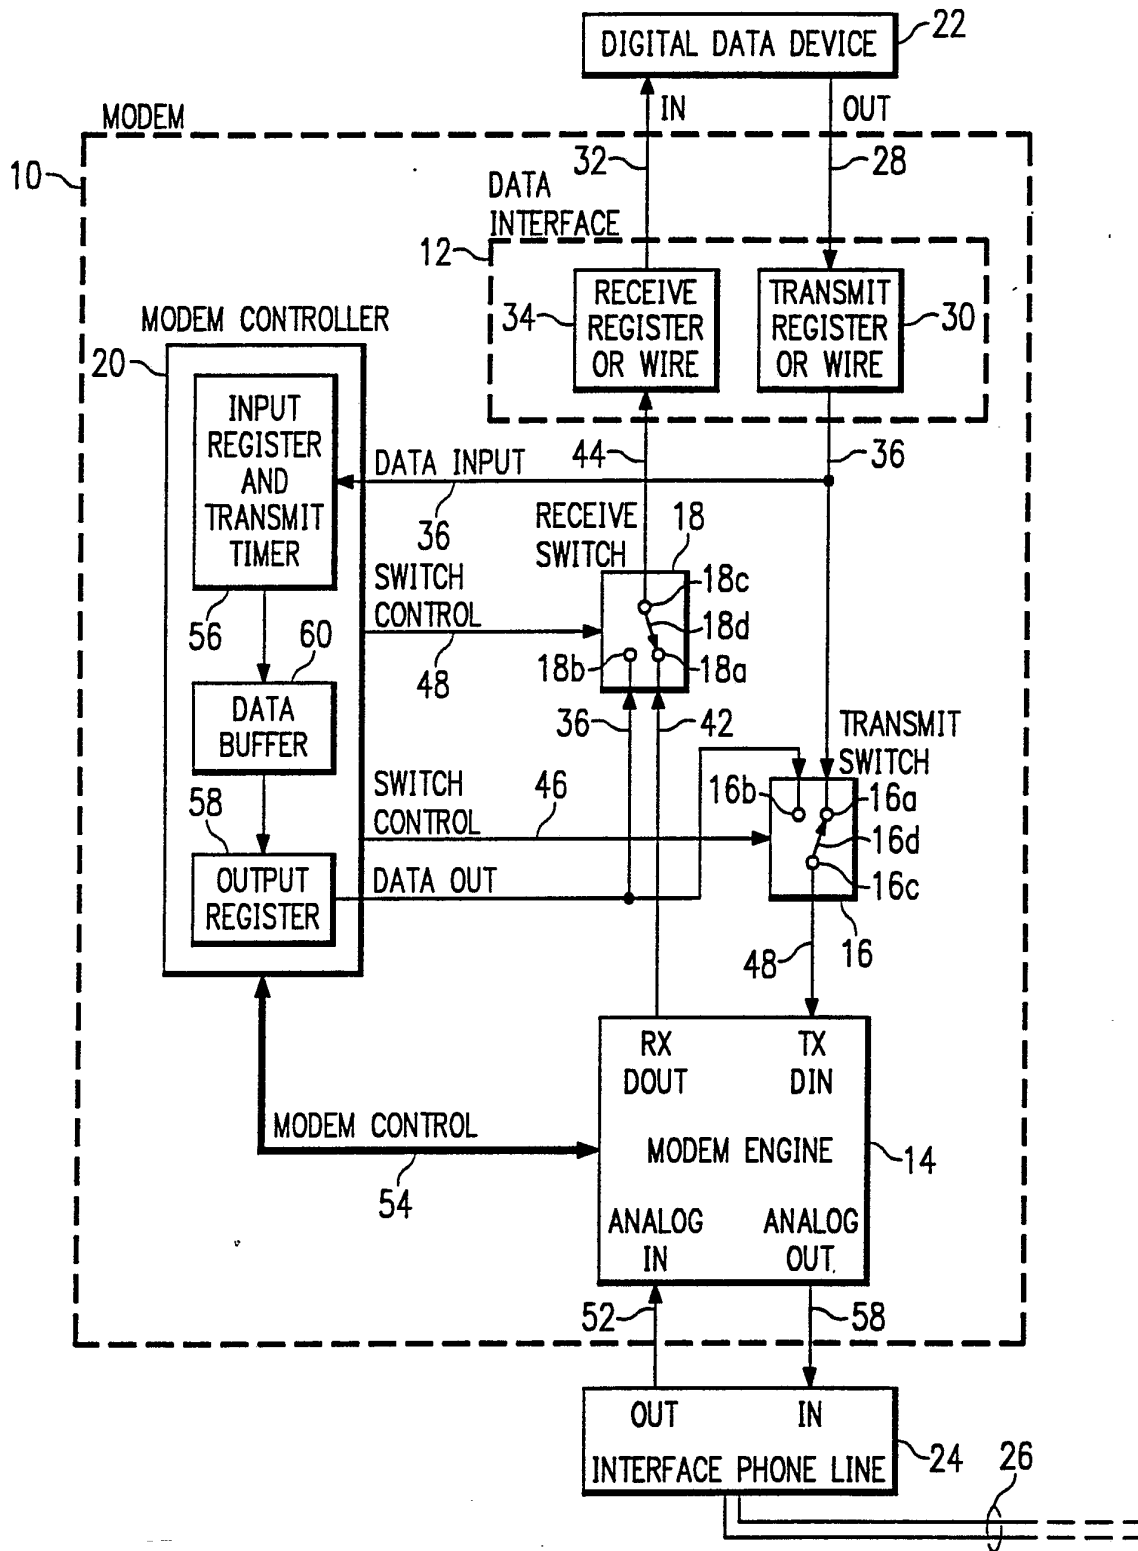 DIGITAL DATA DEVICE
22
MODEM
IN
OUT
10
32
28
DATA
INTERFACE
12
RECEIVE
REGISTER
OR WIRE
34
TRANSMIT
REGISTER
OR WIRE
30
MODEM CONTROLLER
20
INPUT
REGISTER
AND
TRANSMIT
TIMER
44
36
DATA INPUT
36
RECEIVE
SWITCH
18
18c
18d
18b
18a
SWITCH
CONTROL
48
56
60
DATA
BUFFER
36
42
TRANSMIT
SWITCH
16b
16a
16d
16c
16
SWITCH
CONTROL
46
58
OUTPUT
REGISTER
DATA OUT
48
RX
DOUT
TX
DIN
MODEM CONTROL
54
MODEM ENGINE
14
ANALOG
IN
ANALOG
OUT
52
58
OUT
IN
INTERFACE PHONE LINE
24
26